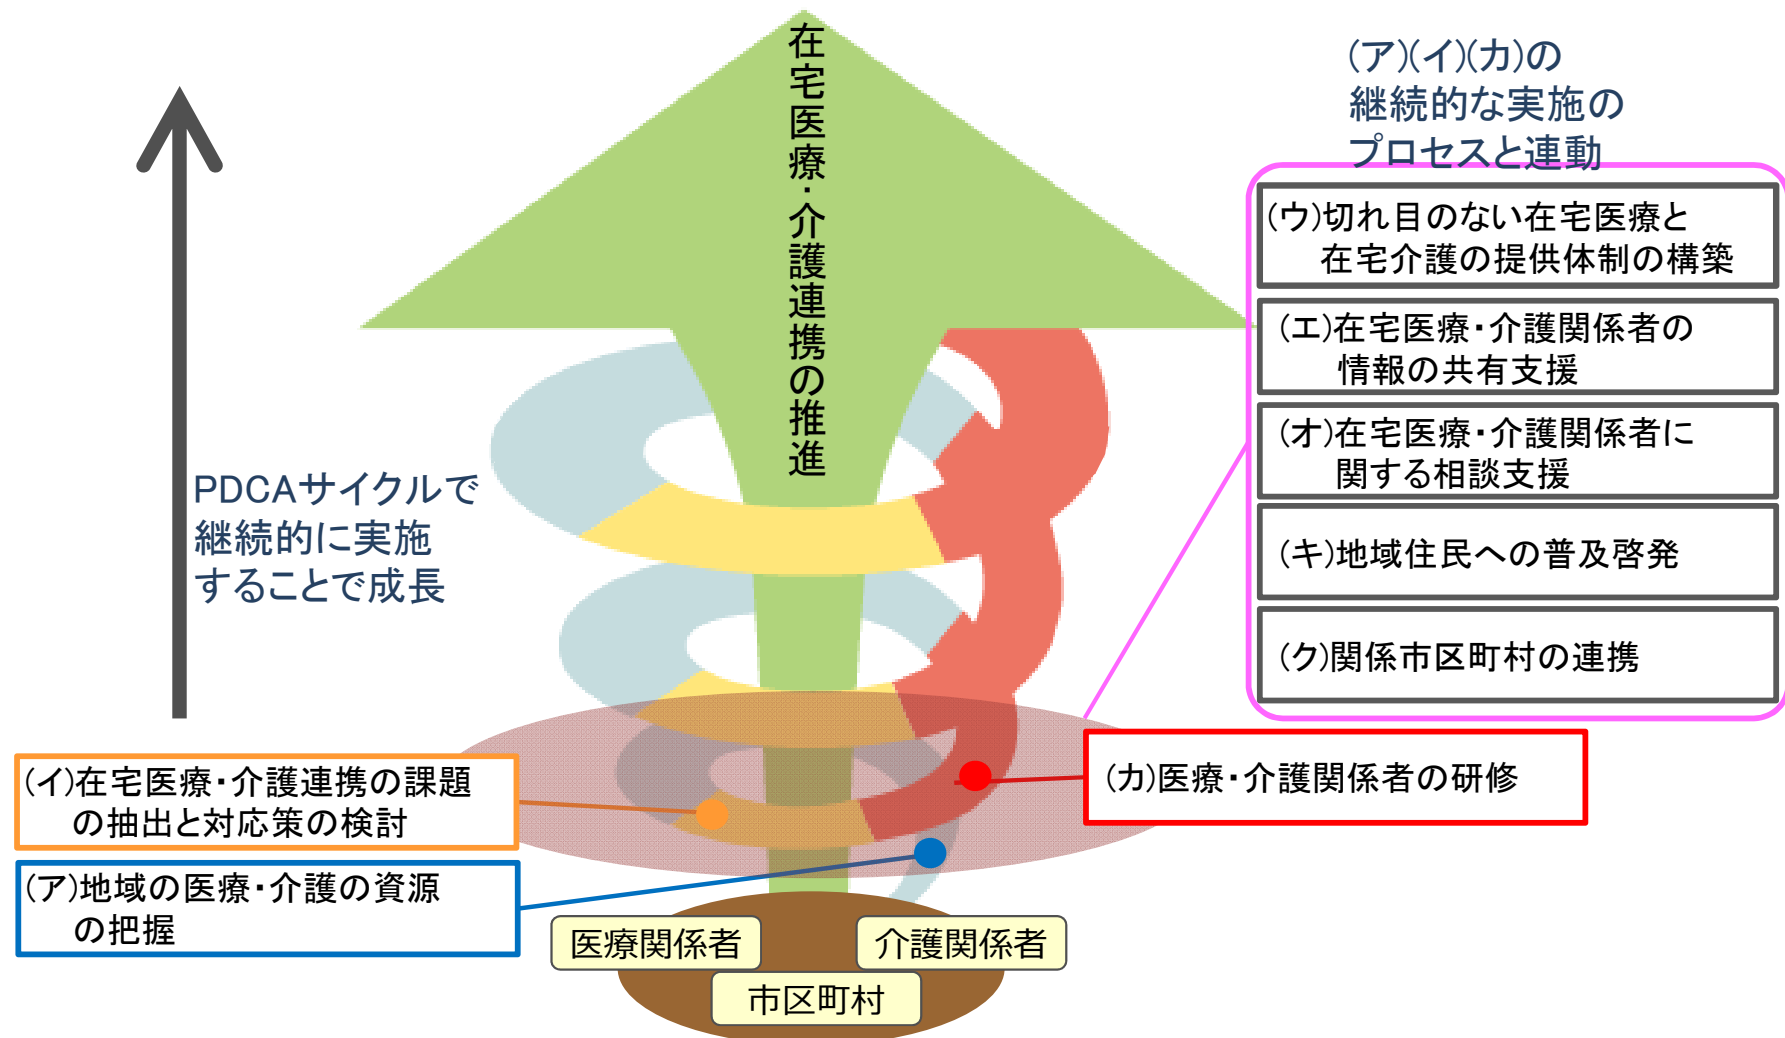 在宅医療・介護連携の推進
(ア)(イ)(カ)の
継続的な実施の
プロセスと連動
(ウ)切れ目のない在宅医療と
在宅介護の提供体制の構築
(エ)在宅医療・介護関係者の
情報の共有支援
(オ)在宅医療・介護関係者に
関する相談支援
(キ)地域住民への普及啓発
(ク)関係市区町村の連携
PDCAサイクルで
継続的に実施
することで成長
(イ)在宅医療・介護連携の課題
の抽出と対応策の検討
(カ)医療・介護関係者の研修
(ア)地域の医療・介護の資源
の把握
医療関係者
介護関係者
市区町村